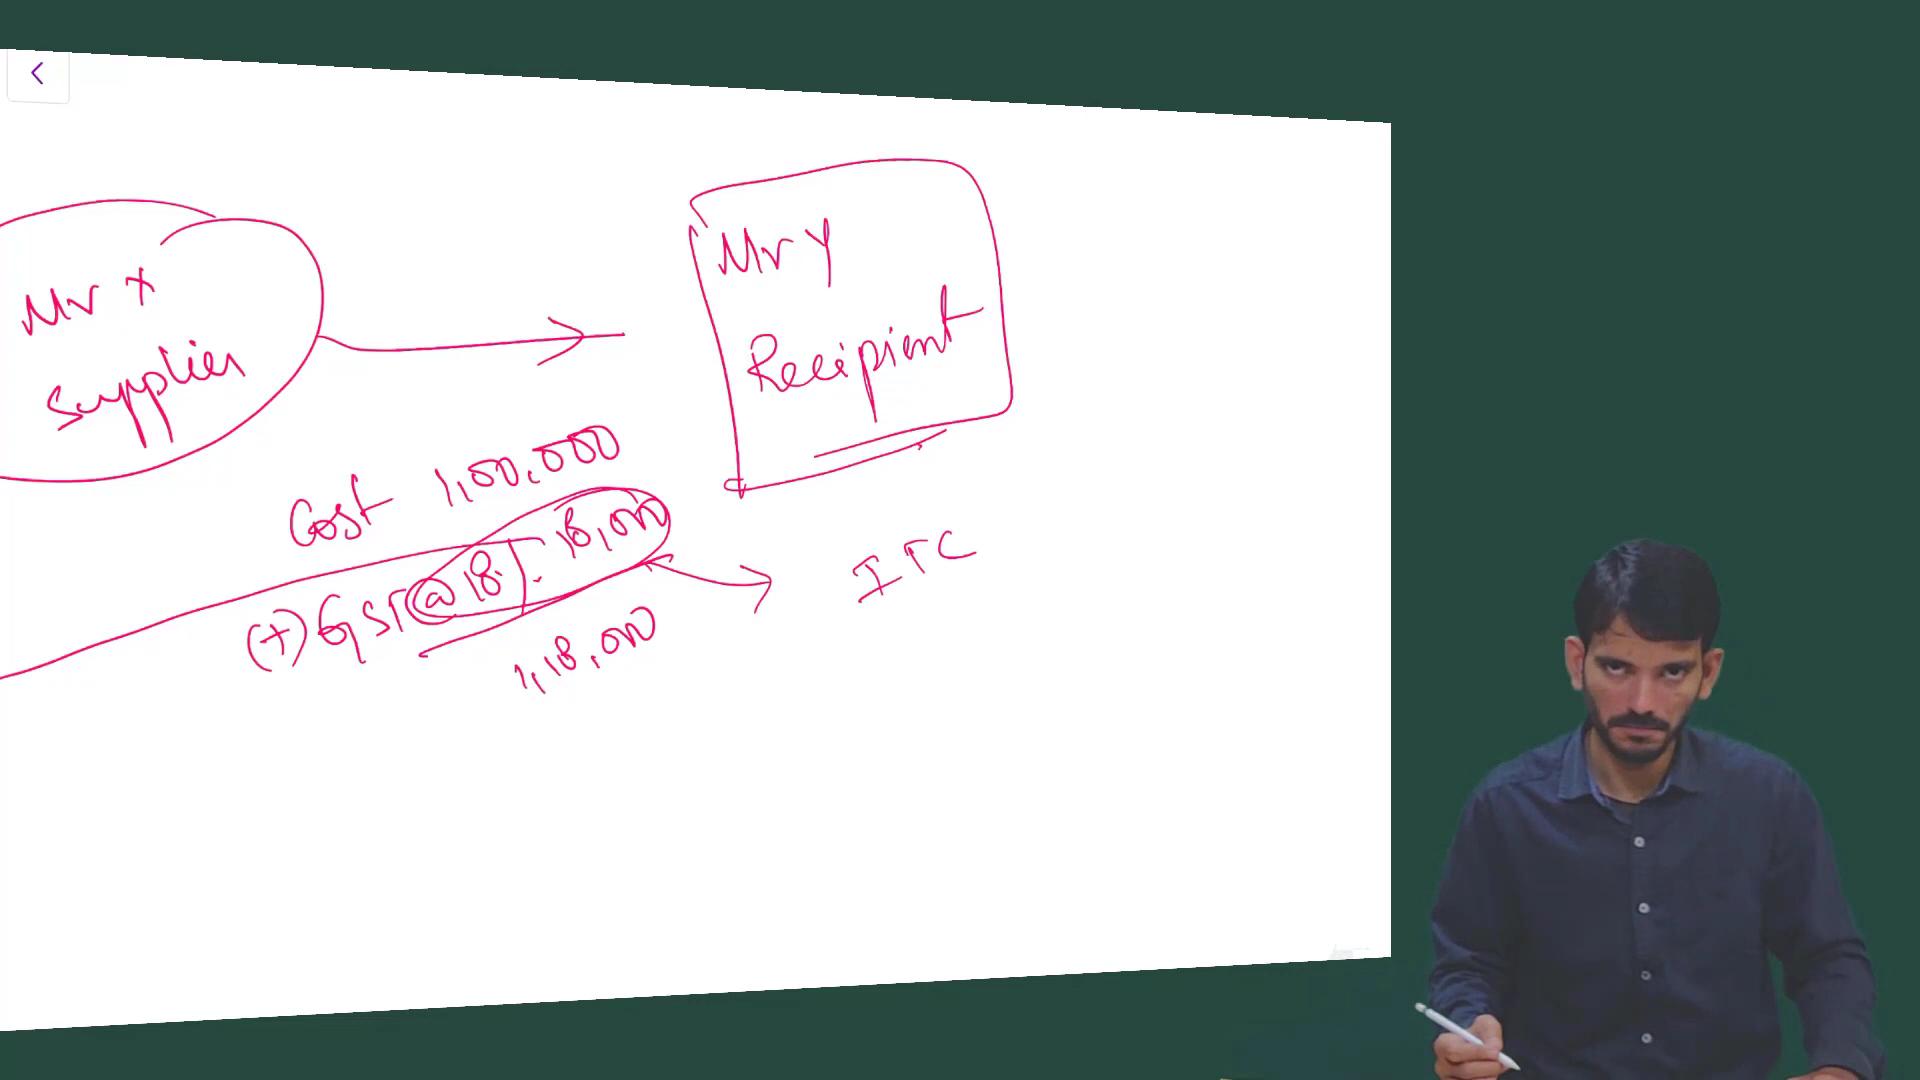 Mr X
Supplier
Mr Y
Recipient
Cost 1,00,000
(+) GST @ 18%. 18,000
1,18,000
ITC